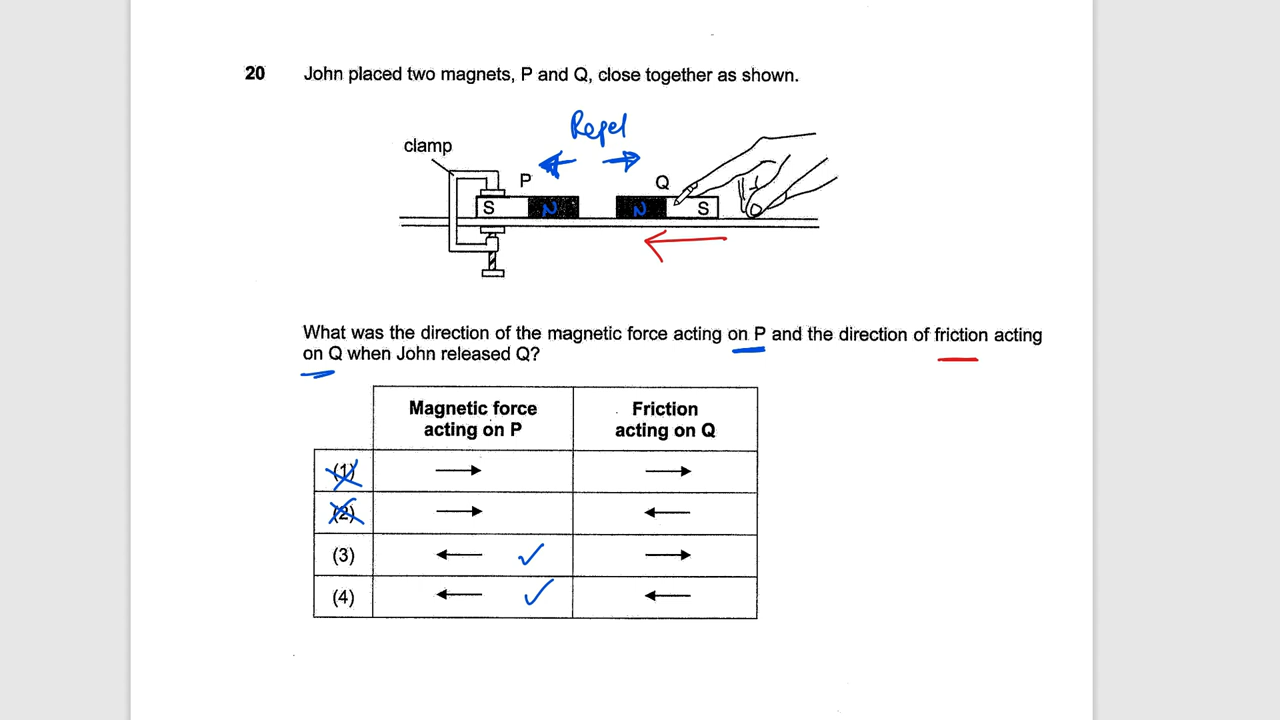 20 John placed two magnets, P and Q, close together as shown.
Repel
clamp
P
Q
S N N S
What was the direction of the magnetic force acting on P and the direction of friction acting
on Q when John released Q?
Magnetic force Friction
acting on P acting on Q
(1)
(2)
(3)
(4)